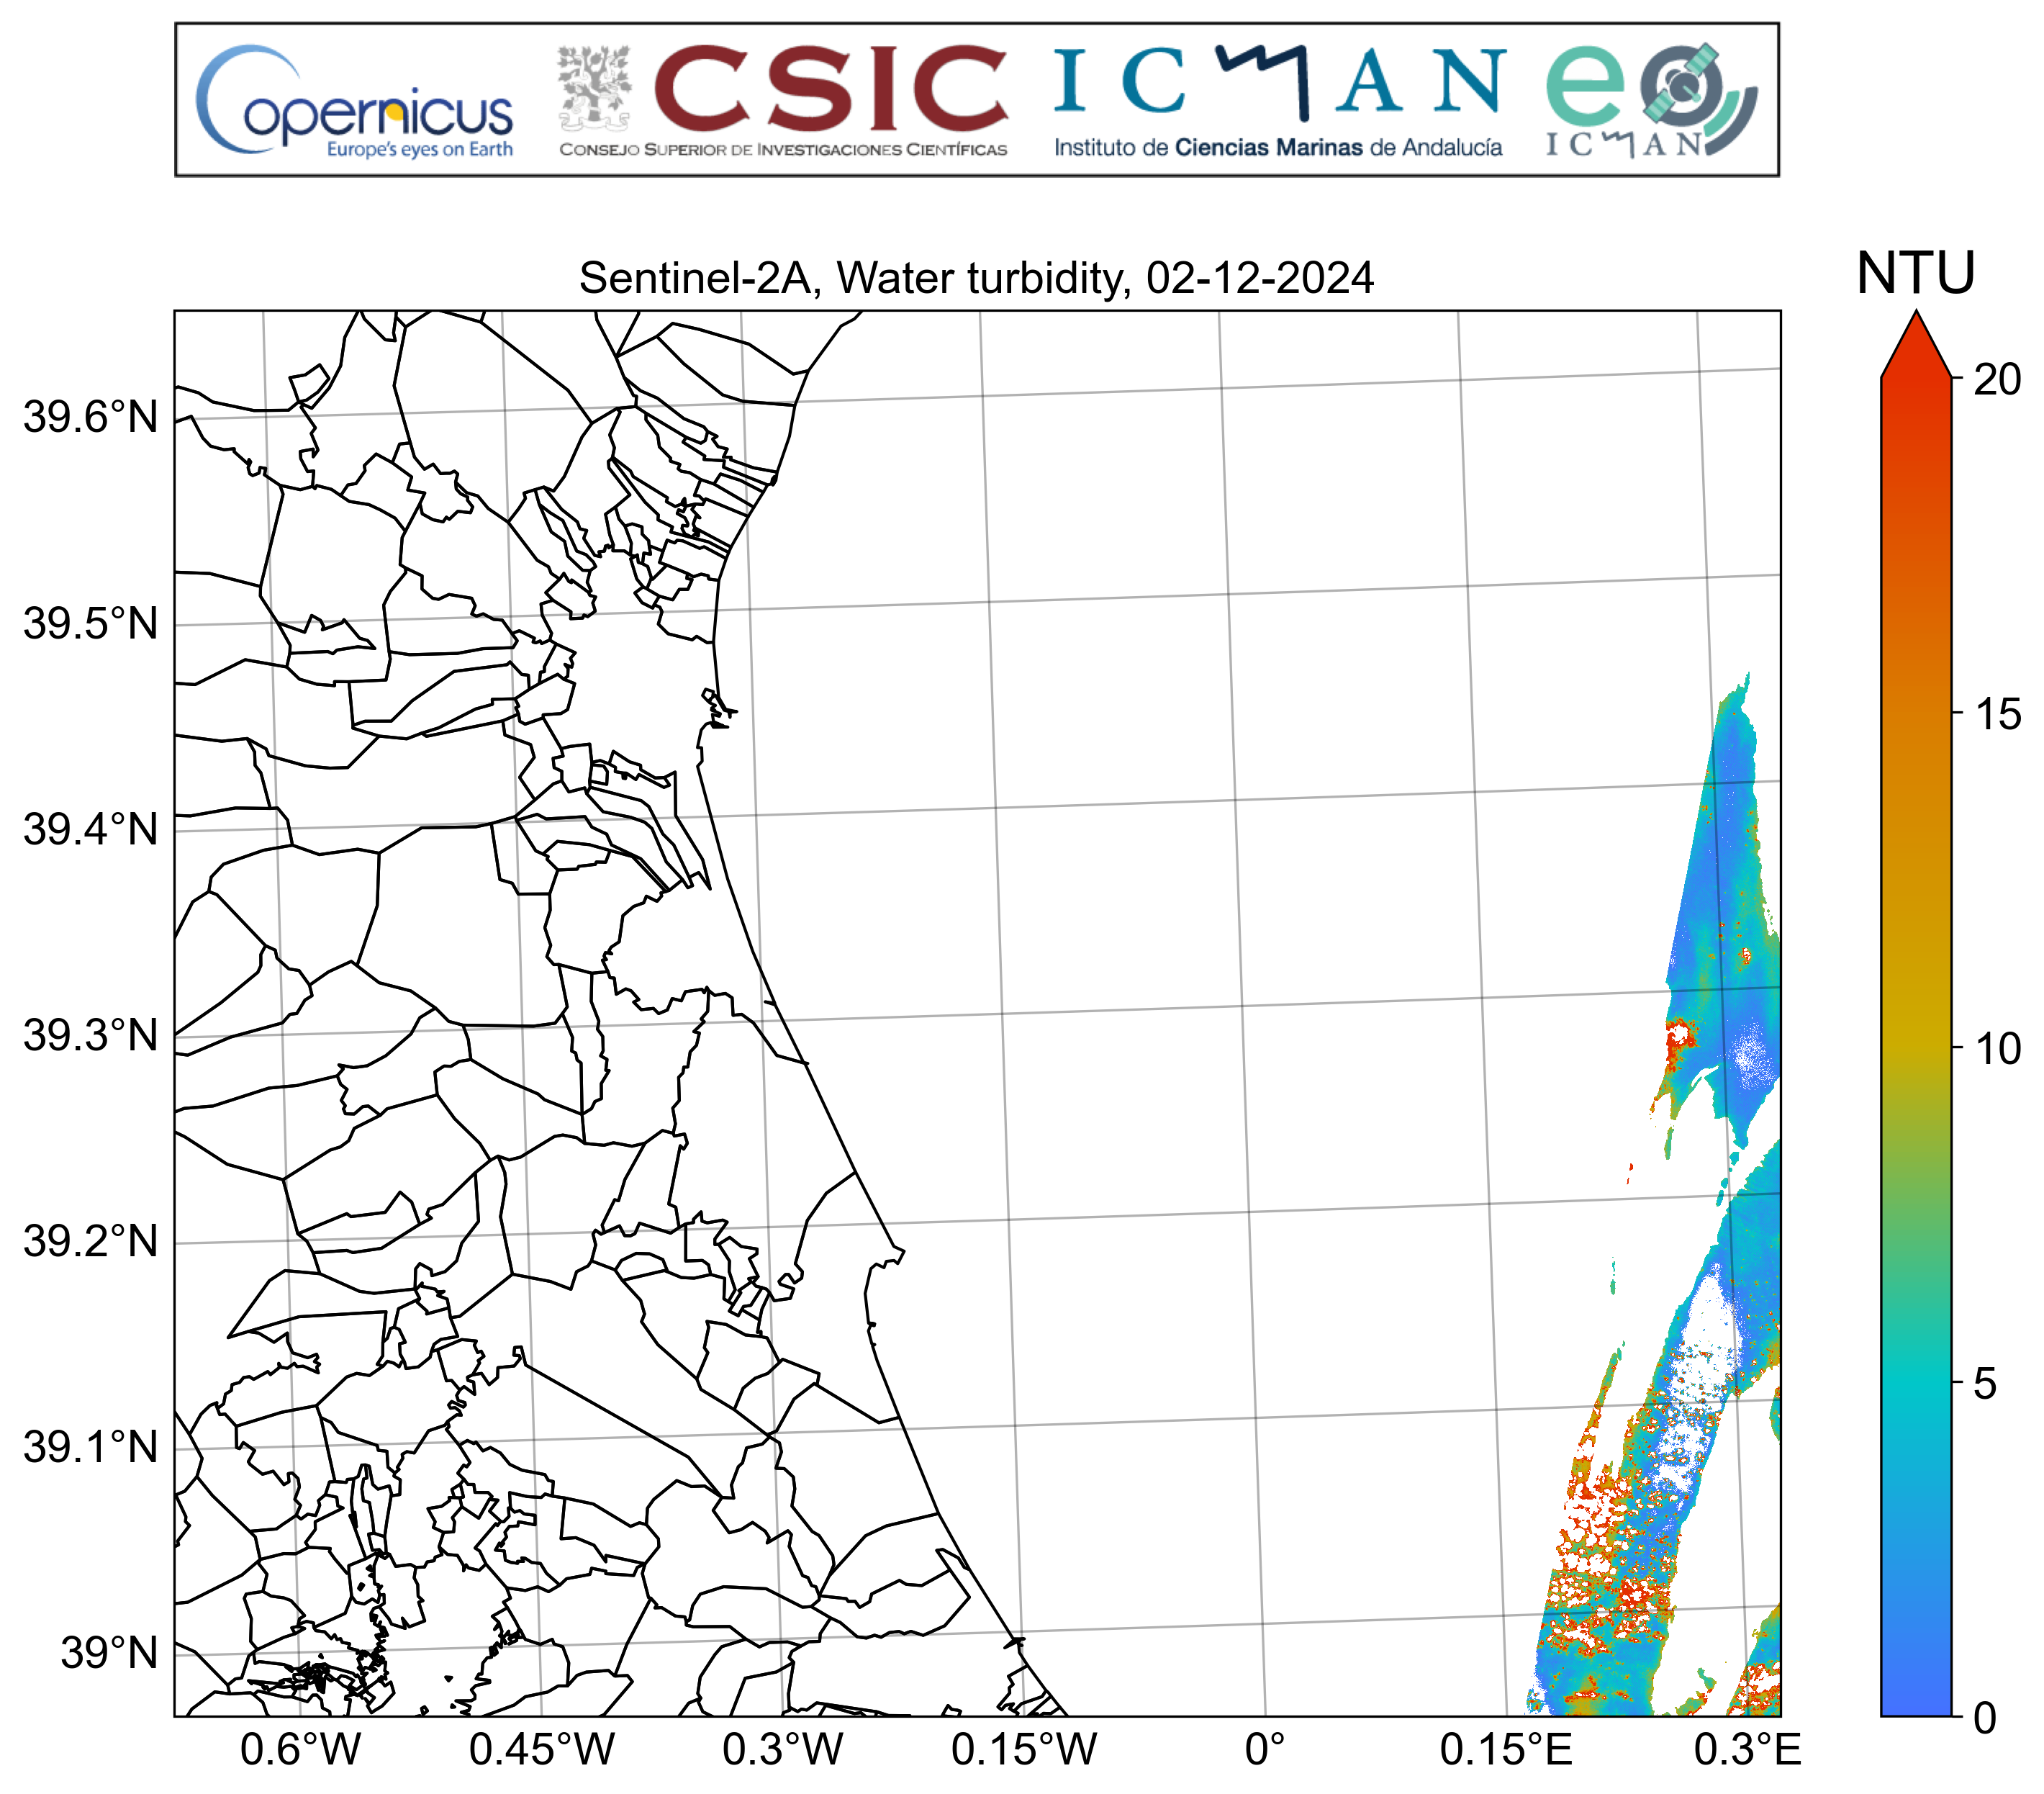 Copernicus
Europe's eyes on Earth
CSIC
CONSEJO SUPERIOR DE INVESTIGACIONES CIENTÍFICAS
ICMAN
Instituto de Ciencias Marinas de Andalucía
eo
ICMAN
Sentinel-2A, Water turbidity, 02-12-2024
NTU
20
15
10
5
0
39.6°N
39.5°N
39.4°N
39.3°N
39.2°N
39.1°N
39°N
0.6°W 0.45°W 0.3°W 0.15°W 0° 0.15°E 0.3°E